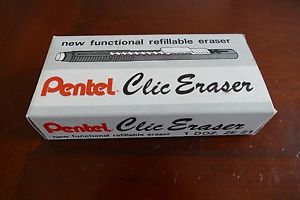 new functional refillable eraser
Pentel Clic Eraser
Pentel Clic Eraser
new functional refillable eraser 1 DOZ. ZE 21